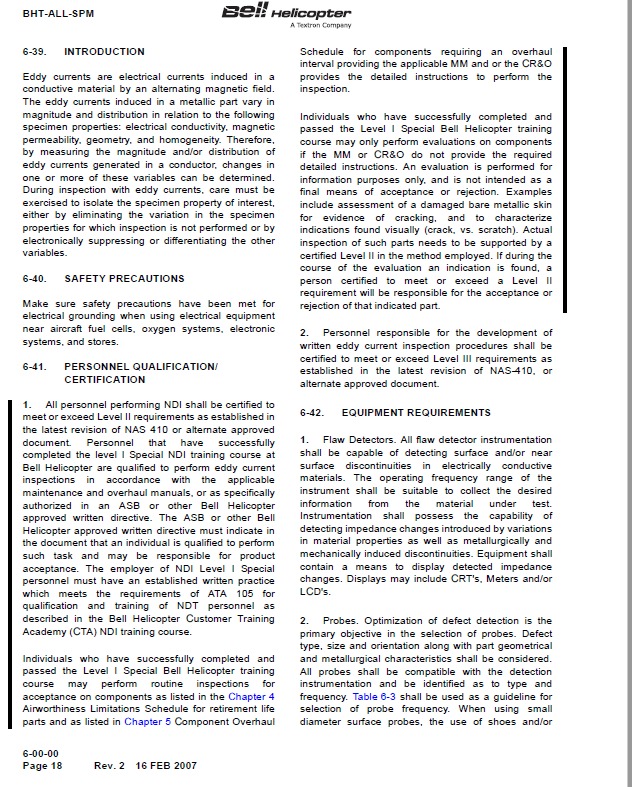 BHT-ALL-SPM
Bell Helicopter
A Textron Company
6-39. INTRODUCTION
Eddy currents are electrical currents induced in a
conductive material by an alternating magnetic field.
The eddy currents induced in a metallic part vary in
magnitude and distribution in relation to the following
specimen properties: electrical conductivity, magnetic
permeability, geometry, and homogeneity. Therefore,
by measuring the magnitude and/or distribution of
eddy currents generated in a conductor, changes in
one or more of these variables can be determined.
During inspection with eddy currents, care must be
exercised to isolate the specimen property of interest,
either by eliminating the variation in the specimen
properties for which inspection is not performed or by
electronically suppressing or differentiating the other
variables.
6-40. SAFETY PRECAUTIONS
Make sure safety precautions have been met for
electrical grounding when using electrical equipment
near aircraft fuel cells, oxygen systems, electronic
systems, and stores.
6-41. PERSONNEL QUALIFICATION/
CERTIFICATION
1. All personnel performing NDI shall be certified to
meet or exceed Level II requirements as established in
the latest revision of NAS 410 or alternate approved
document. Personnel that have successfully
completed the level I Special NDI training course at
Bell Helicopter are qualified to perform eddy current
inspections in accordance with the applicable
maintenance and overhaul manuals, or as specifically
authorized in an ASB or other Bell Helicopter
approved written directive. The ASB or other Bell
Helicopter approved written directive must indicate in
the document that an individual is qualified to perform
such task and may be responsible for product
acceptance. The employer of NDI Level I Special
personnel must have an established written practice
which meets the requirements of ATA 105 for
qualification and training of NDT personnel as
described in the Bell Helicopter Customer Training
Academy (CTA) NDI training course.
Individuals who have successfully completed and
passed the Level I Special Bell Helicopter training
course may perform routine inspections for
acceptance on components as listed in the Chapter 4
Airworthiness Limitations Schedule for retirement life
parts and as listed in Chapter 5 Component Overhaul
Schedule for components requiring an overhaul
interval providing the applicable MM and or the CR&O
provides the detailed instructions to perform the
inspection.
Individuals who have successfully completed and
passed the Level I Special Bell Helicopter training
course may only perform evaluations on components
if the MM or CR&O do not provide the required
detailed instructions. An evaluation is performed for
information purposes only, and is not intended as a
final means of acceptance or rejection. Examples
include assessment of a damaged bare metallic skin
for evidence of cracking, and to characterize
indications found visually (crack, vs. scratch). Actual
inspection of such parts needs to be supported by a
certified Level II in the method employed. If during the
course of the evaluation an indication is found, a
person certified to meet or exceed a Level II
requirement will be responsible for the acceptance or
rejection of that indicated part.
2. Personnel responsible for the development of
written eddy current inspection procedures shall be
certified to meet or exceed Level III requirements as
established in the latest revision of NAS-410, or
alternate approved document.
6-42. EQUIPMENT REQUIREMENTS
1. Flaw Detectors. All flaw detector instrumentation
shall be capable of detecting surface and/or near
surface discontinuities in electrically conductive
materials. The operating frequency range of the
instrument shall be suitable to collect the desired
information from the material under test.
Instrumentation shall possess the capability of
detecting impedance changes introduced by variations
in material properties as well as metallurgically and
mechanically induced discontinuities. Equipment shall
contain a means to display detected impedance
changes. Displays may include CRT's, Meters and/or
LCD's.
2. Probes. Optimization of defect detection is the
primary objective in the selection of probes. Defect
type, size and orientation along with part geometrical
and metallurgical characteristics shall be considered.
All probes shall be compatible with the detection
instrumentation and be identified as to type and
frequency. Table 6-3 shall be used as a guideline for
selection of probe frequency. When using small
diameter surface probes, the use of shoes and/or
6-00-00
Page 18 Rev. 2 16 FEB 2007